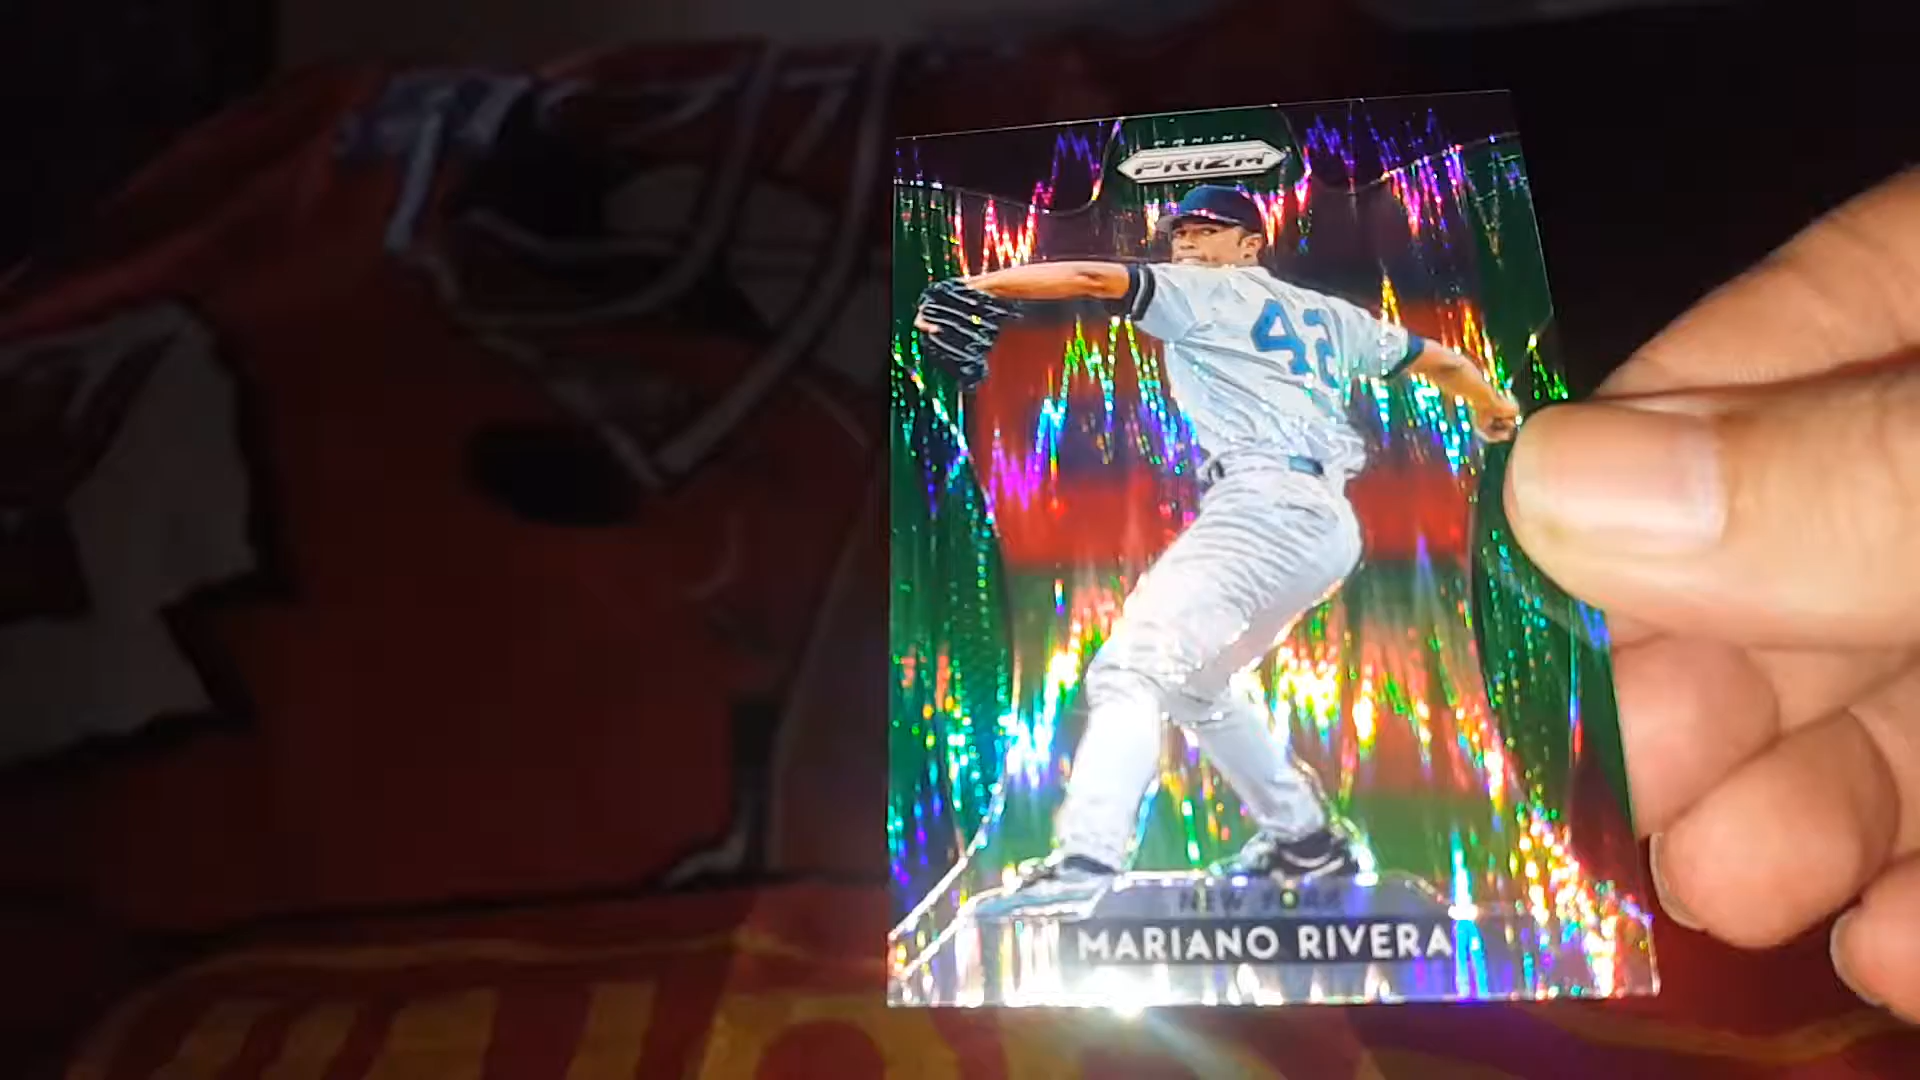 PANINI
PRIZM
42
NEW YORK
MARIANO RIVERA